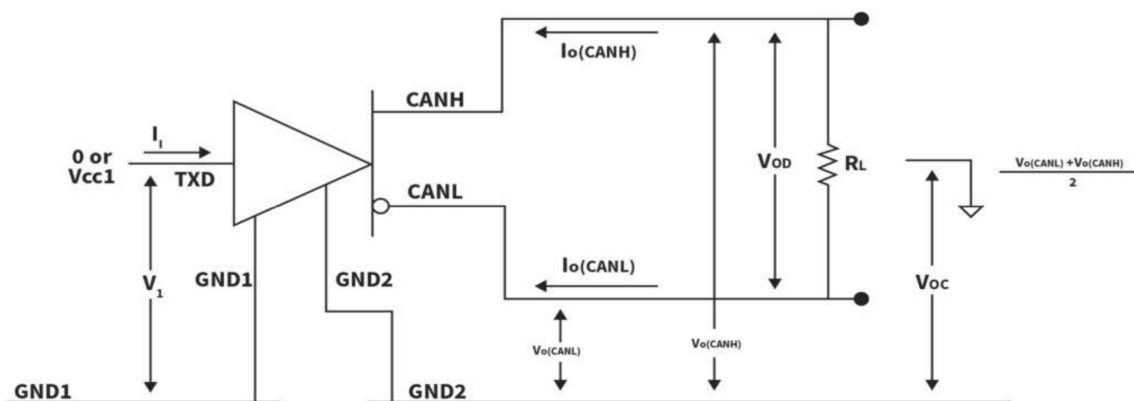 Io(CANH)
CANH
II
0 or
Vcc1
TXD
VOD
RL
Vo(CANL) +Vo(CANH)
2
CANL
GND1
GND2
Io(CANL)
V1
VOC
Vo(CANL)
Vo(CANH)
GND1
GND2